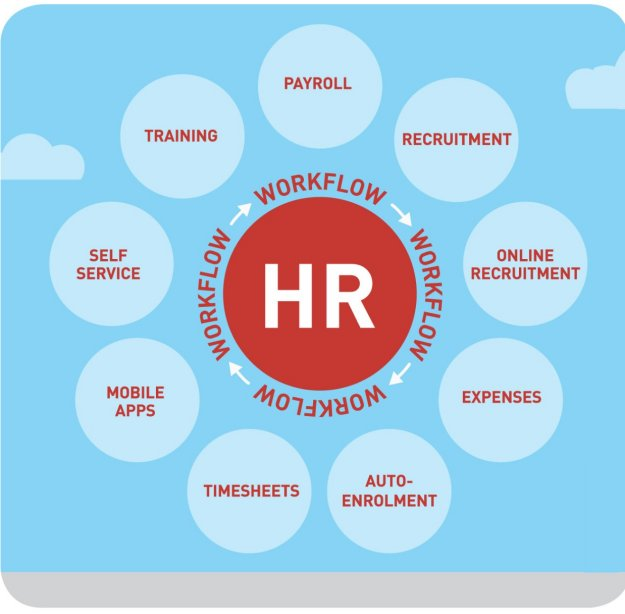 PAYROLL
TRAINING
RECRUITMENT
WORKFLOW
SELF
SERVICE
WORKFLOW
HR
WORKFLOW
ONLINE
RECRUITMENT
MOBILE
APPS
WORKFLOW
EXPENSES
TIMESHEETS
AUTO-
ENROLMENT